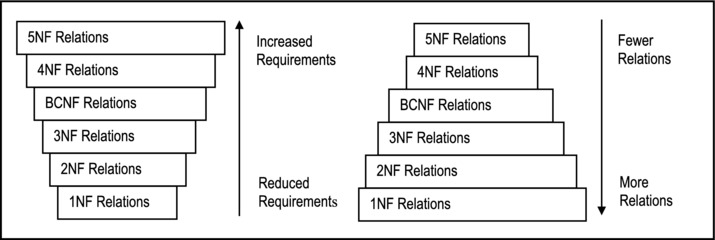 5NF Relations
4NF Relations
BCNF Relations
3NF Relations
2NF Relations
1NF Relations
Increased
Requirements
Reduced
Requirements
5NF Relations
4NF Relations
BCNF Relations
3NF Relations
2NF Relations
1NF Relations
Fewer
Relations
More
Relations